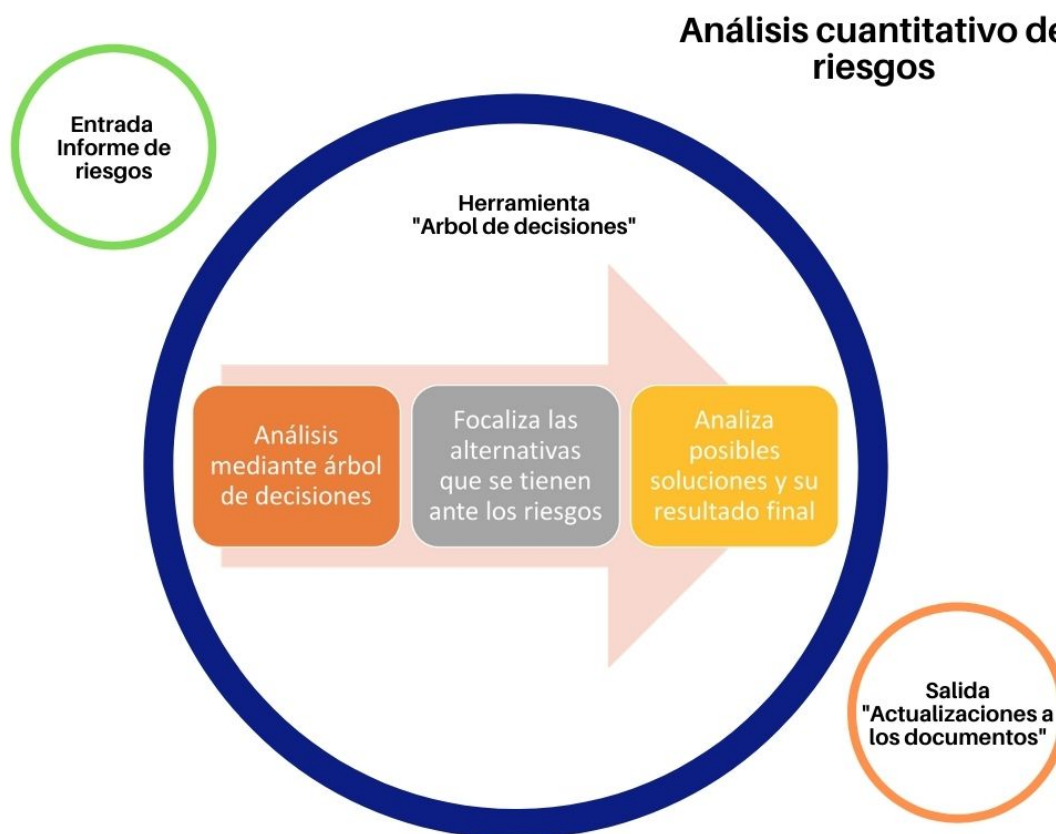 Análisis cuantitativo de
riesgos
Entrada
Informe de
riesgos
Herramienta
"Arbol de decisiones"
Análisis
mediante árbol
de decisiones
Focaliza las
alternativas
que se tienen
ante los riesgos
Analiza
posibles
soluciones y su
resultado final
Salida
"Actualizaciones a
los documentos"